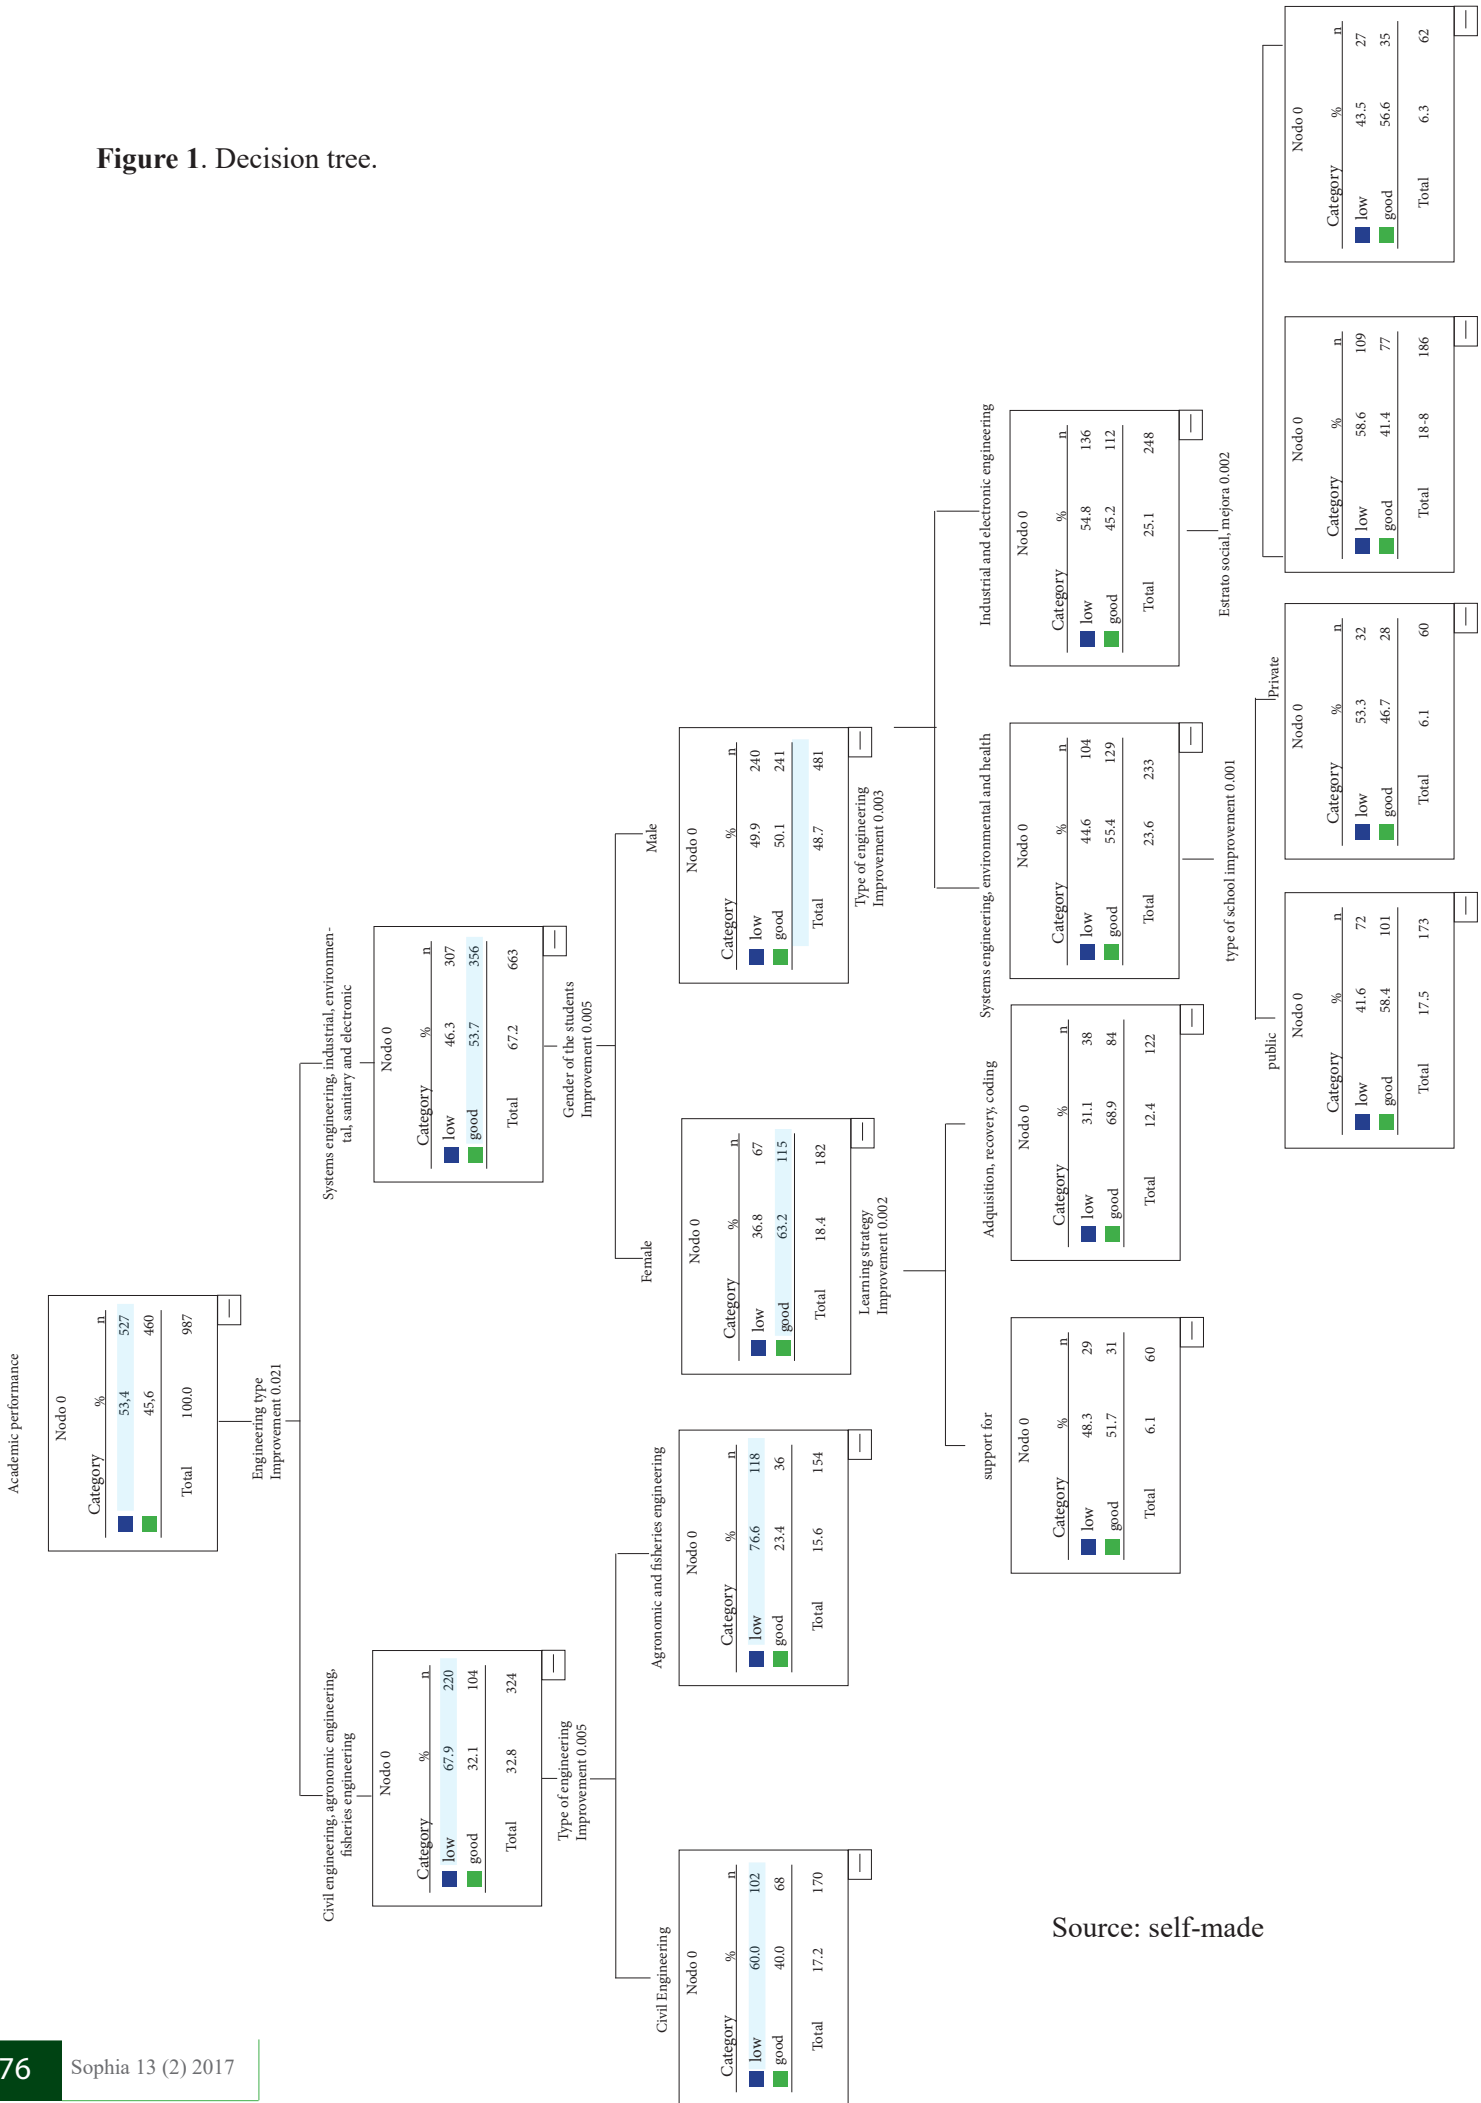 Figure 1. Decision tree.
Academic performance
Nodo 0
Category % n
53,4 527
45,6 460
Total 100.0 987
Engineering type
Improvement 0.021
Civil engineering, agronomic engineering,
fisheries engineering
Nodo 0
Category % n
low 67.9 220
good 32.1 104
Total 32.8 324
Type of engineering
Improvement 0.005
Systems engineering, industrial, environmen-
tal, sanitary and electronic
Nodo 0
Category % n
low 46.3 307
good 53.7 356
Total 67.2 663
Gender of the students
Improvement 0.005
Civil Engineering
Nodo 0
Category % n
low 60.0 102
good 40.0 68
Total 17.2 170
Agronomic and fisheries engineering
Nodo 0
Category % n
low 76.6 118
good 23.4 36
Total 15.6 154
Female
Nodo 0
Category % n
low 36.8 67
good 63.2 115
Total 18.4 182
Learning strategy
Improvement 0.002
Male
Nodo 0
Category % n
low 49.9 240
good 50.1 241
Total 48.7 481
Type of engineering
Improvement 0.003
support for
Nodo 0
Category % n
low 48.3 29
good 51.7 31
Total 6.1 60
Adquisition, recovery, coding
Nodo 0
Category % n
low 31.1 38
good 68.9 84
Total 12.4 122
Systems engineering, environmental and health
Nodo 0
Category % n
low 44.6 104
good 55.4 129
Total 23.6 233
type of school improvement 0.001
Industrial and electronic engineering
Nodo 0
Category % n
low 54.8 136
good 45.2 112
Total 25.1 248
Estrato social, mejora 0.002
public
Nodo 0
Category % n
low 41.6 72
good 58.4 101
Total 17.5 173
Private
Nodo 0
Category % n
low 53.3 32
good 46.7 28
Total 6.1 60
Nodo 0
Category % n
low 58.6 109
good 41.4 77
Total 18-8 186
Nodo 0
Category % n
low 43.5 27
good 56.6 35
Total 6.3 62
Source: self-made
76 Sophia 13 (2) 2017